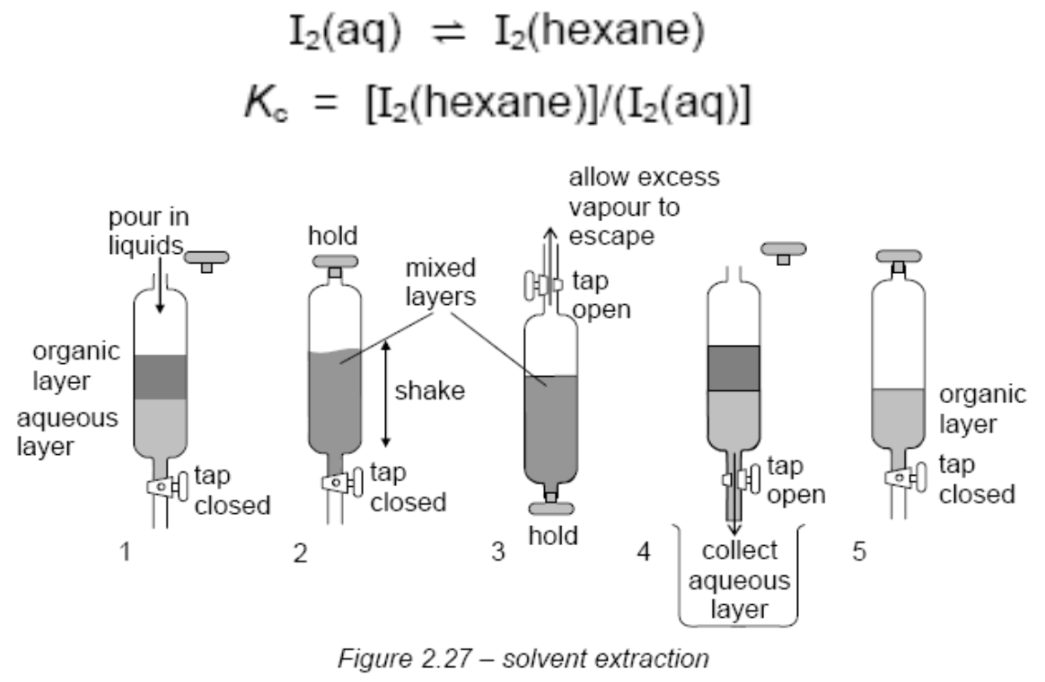 I₂(aq) ⇌ I₂(hexane)
K꜀ = [I₂(hexane)]/(I₂(aq)]
pour in
liquids
organic
layer
aqueous
layer
tap
closed
1
hold
mixed
layers
shake
tap
closed
2
allow excess
vapour to
escape
tap
open
hold
3
tap
open
collect
aqueous
layer
4
organic
layer
tap
closed
5
Figure 2.27 – solvent extraction